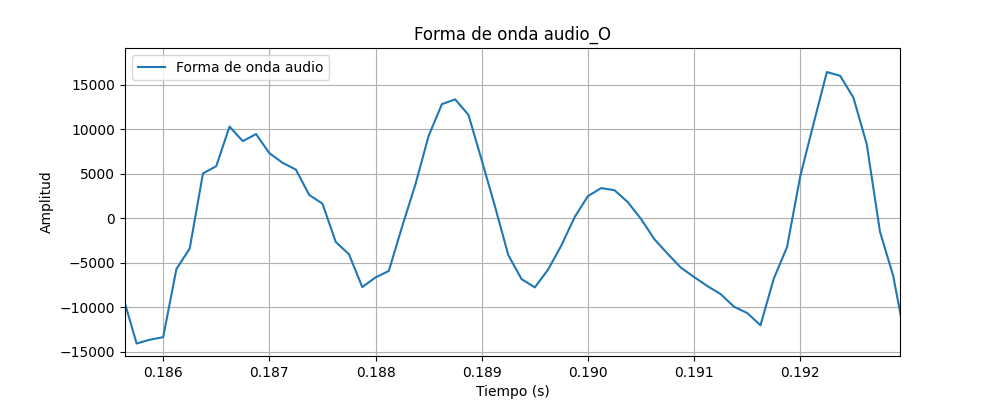 Forma de onda audio_O
Forma de onda audio
Amplitud
15000
10000
5000
0
−5000
−10000
−15000
0.186 0.187 0.188 0.189 0.190 0.191 0.192
Tiempo (s)